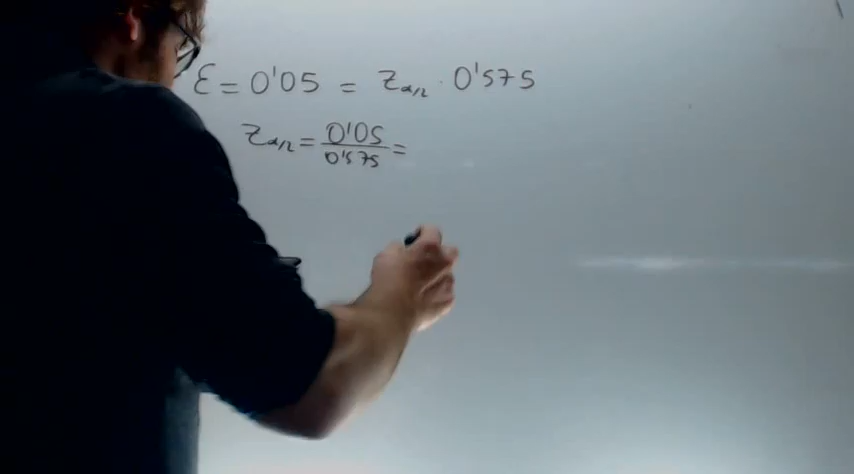 ε = 0'05 = z α/2 · 0'575
z α/2 = 0'05 / 0'575 =